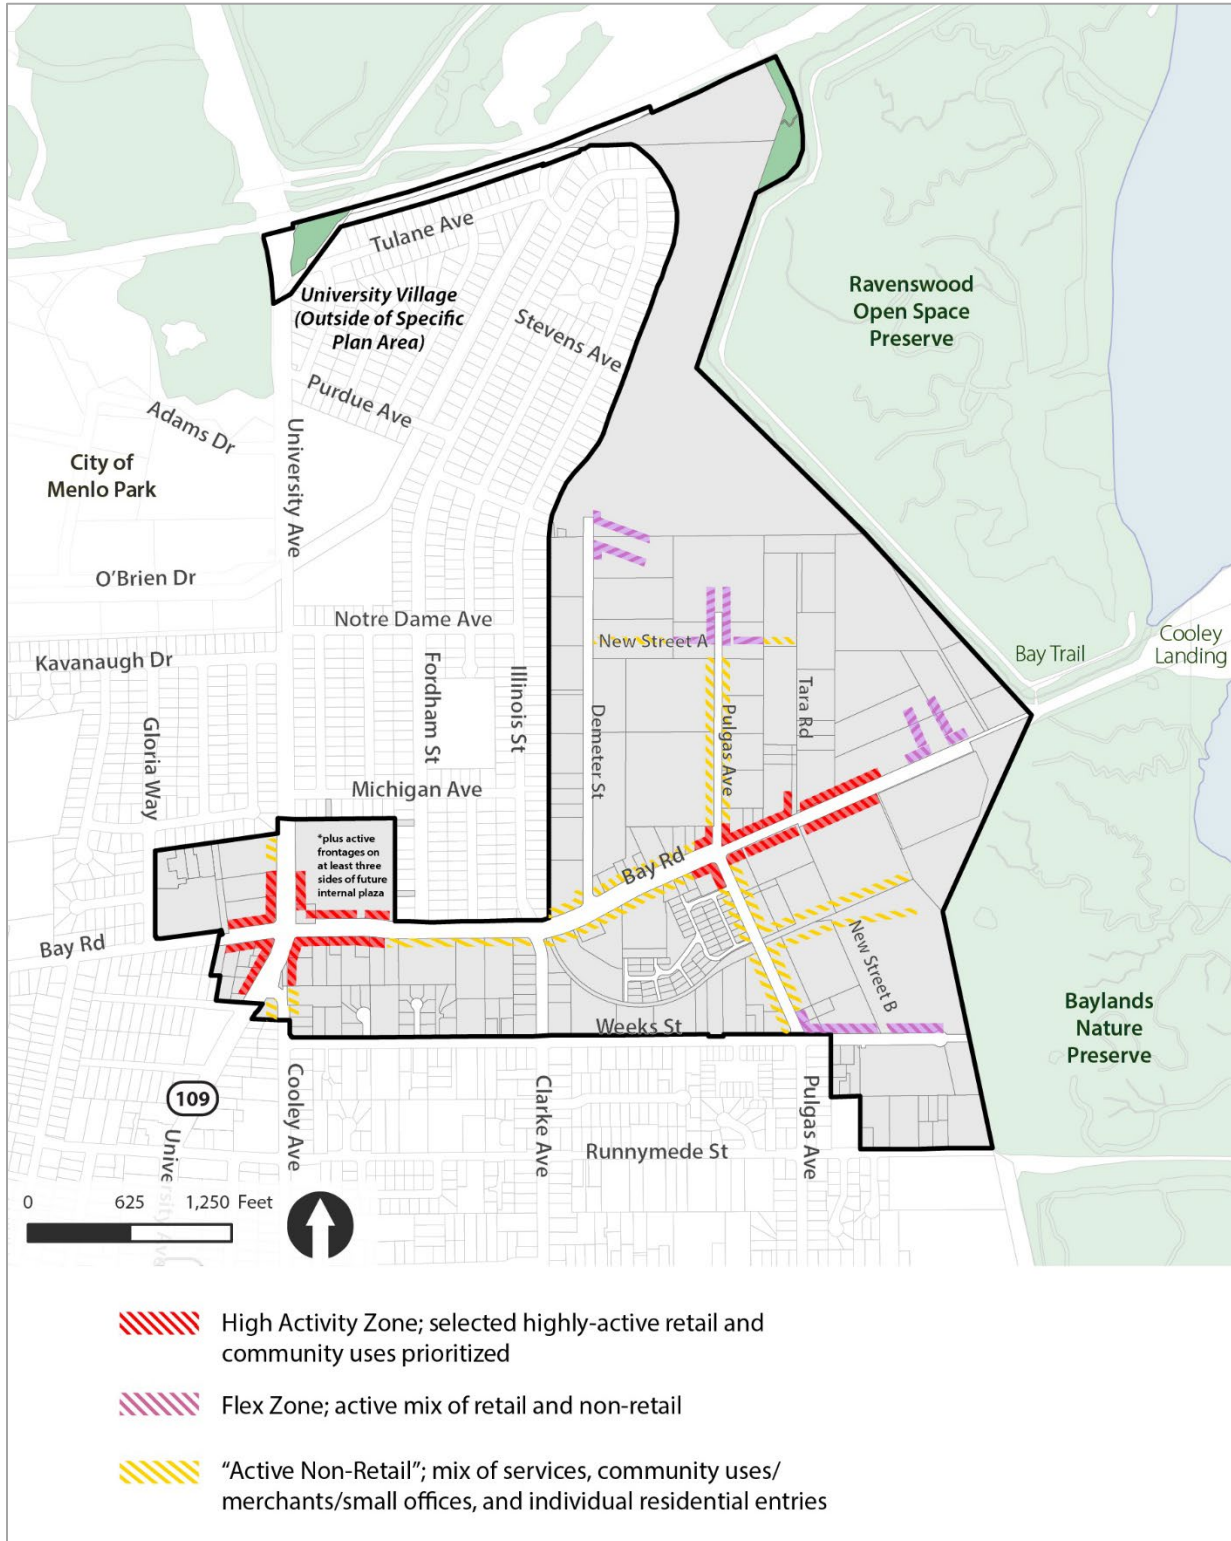 Tulane Ave
University Village
(Outside of Specific
Plan Area)
Stevens Ave
Ravenswood
Open Space
Preserve
Purdue Ave
Adams Dr
University Ave
City of
Menlo Park
O'Brien Dr
Notre Dame Ave
New Street A
Kavanaugh Dr
Bay Trail
Cooley
Landing
Fordham St
Illinois St
Gloria Way
Demeter St
Pulgas Ave
Tara Rd
Michigan Ave
*plus active
frontages on
at least three
sides of future
internal plaza
Bay Rd
Bay Rd
New Street B
Weeks St
Baylands
Nature
Preserve
109
Cooley Ave
Clarke Ave
Pulgas Ave
University Ave
Runnymede St
0 625 1,250 Feet
High Activity Zone; selected highly-active retail and
community uses prioritized
Flex Zone; active mix of retail and non-retail
“Active Non-Retail”; mix of services, community uses/
merchants/small offices, and individual residential entries